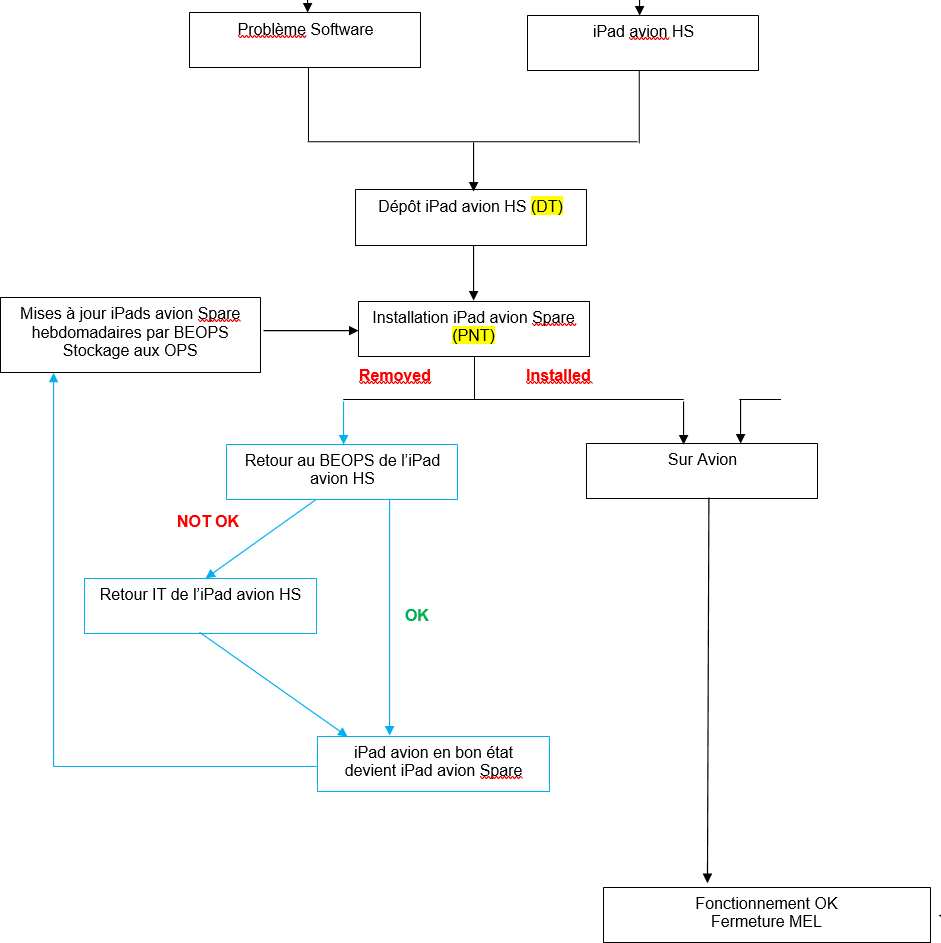 Problème Software
iPad avion HS
Dépôt iPad avion HS (DT)
Mises à jour iPads avion Spare
hebdomadaires par BEOPS
Stockage aux OPS
Installation iPad avion Spare
(PNT)
Removed
Installed
Retour au BEOPS de l’iPad
avion HS
Sur Avion
NOT OK
Retour IT de l’iPad avion HS
OK
iPad avion en bon état
devient iPad avion Spare
Fonctionnement OK
Fermeture MEL